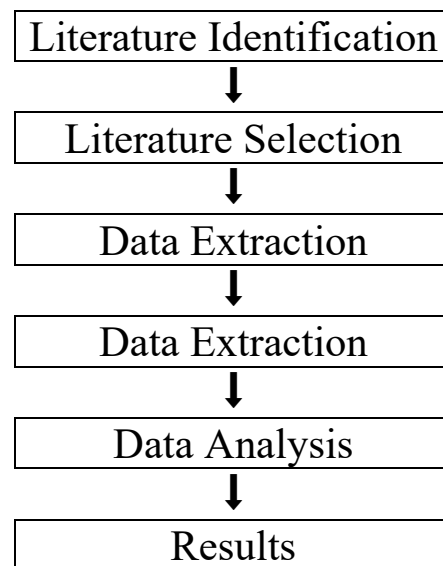 Literature Identification
Literature Selection
Data Extraction
Data Extraction
Data Analysis
Results